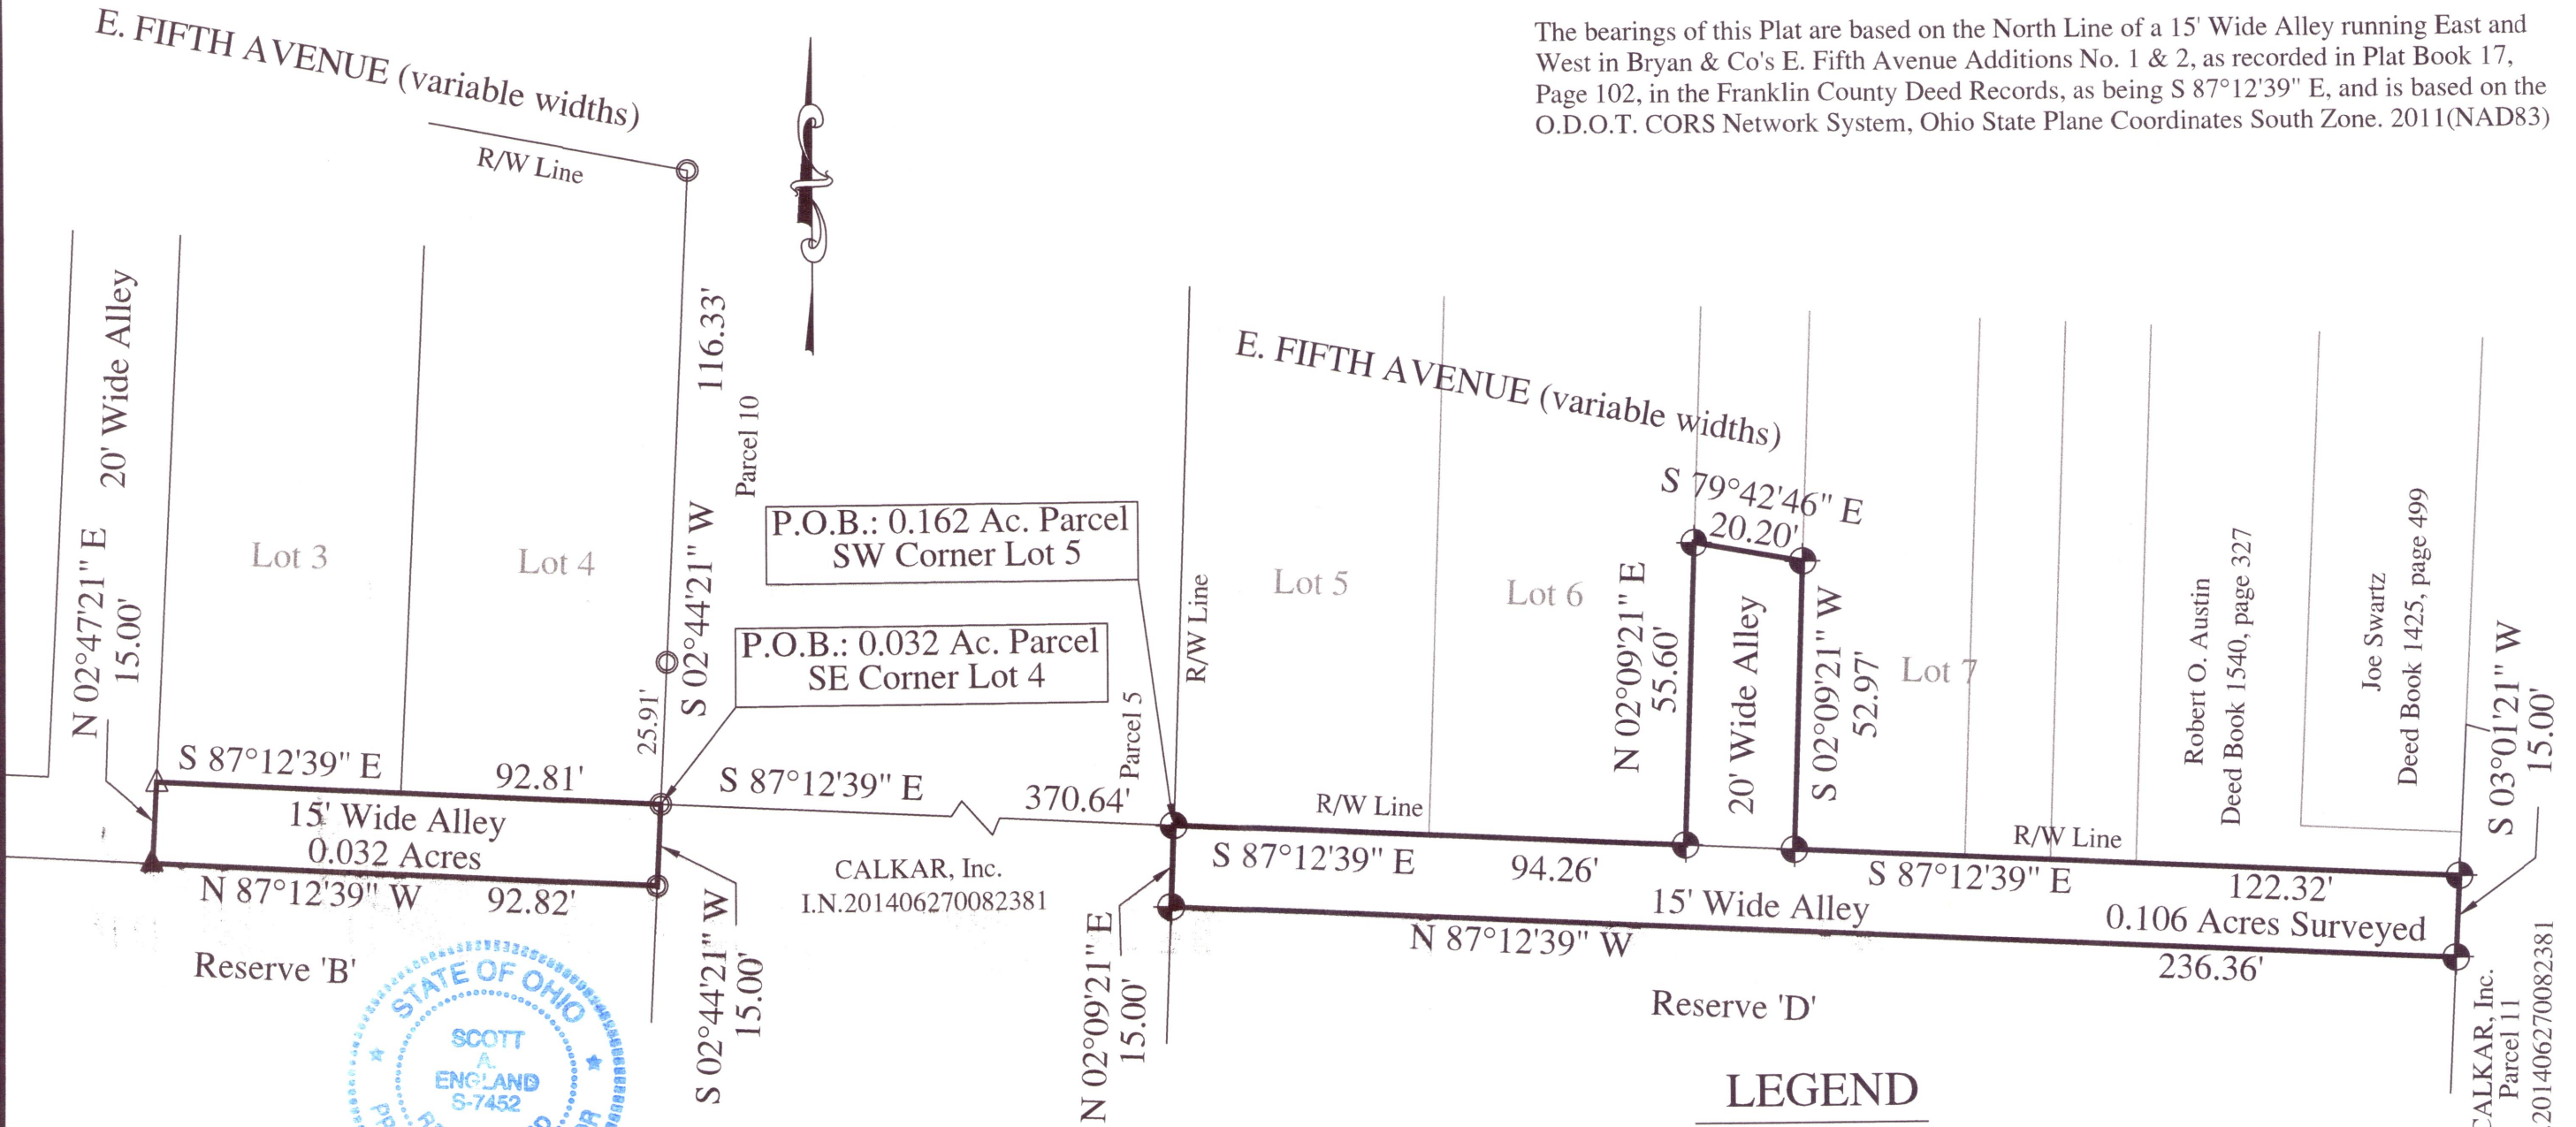 The bearings of this Plat are based on the North Line of a 15' Wide Alley running East and
West in Bryan & Co's E. Fifth Avenue Additions No. 1 & 2, as recorded in Plat Book 17,
Page 102, in the Franklin County Deed Records, as being S 87°12'39" E, and is based on the
O.D.O.T. CORS Network System, Ohio State Plane Coordinates South Zone. 2011(NAD83)
E. FIFTH AVENUE (variable widths)
R/W Line
20' Wide Alley
N 02°47'21" E
15.00'
Lot 3
Lot 4
116.33'
S 02°44'21" W
Parcel 10
25.91'
P.O.B.: 0.162 Ac. Parcel
SW Corner Lot 5
P.O.B.: 0.032 Ac. Parcel
SE Corner Lot 4
S 87°12'39" E
92.81'
15' Wide Alley
0.032 Acres
N 87°12'39" W
92.82'
Reserve 'B'
S 87°12'39" E
370.64'
Parcel 5
CALKAR, Inc.
I.N.201406270082381
S 02°44'21" W
15.00'
N 02°09'21" E
15.00'
R/W Line
E. FIFTH AVENUE (variable widths)
Lot 5
Lot 6
S 79°42'46" E
20.20'
N 02°09'21" E
55.60'
20' Wide Alley
S 02°09'21" W
52.97'
Lot 7
Robert O. Austin
Deed Book 1540, page 327
Joe Swartz
Deed Book 1425, page 499
S 03°01'21" W
15.00'
R/W Line
S 87°12'39" E
94.26'
R/W Line
S 87°12'39" E
122.32'
15' Wide Alley
0.106 Acres Surveyed
N 87°12'39" W
236.36'
Reserve 'D'
CALKAR, Inc.
Parcel 11
201406270082381
STATE OF OHIO
SCOTT
A.
ENGLAND
S-7452
LEGEND